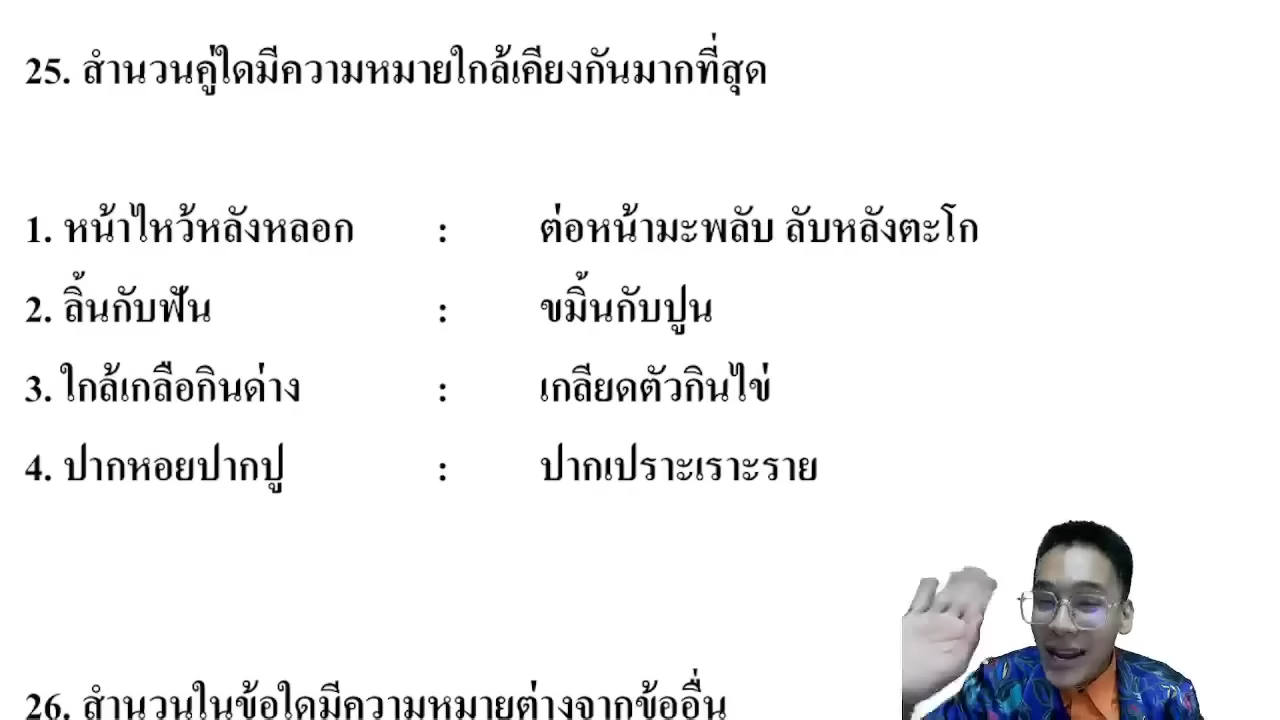 25. สำนวนคู่ใดมีความหมายใกล้เคียงกันมากที่สุด
1. หน้าไหว้หลังหลอก : ต่อหน้ามะพลับ ลับหลังตะโก
2. ลิ้นกับฟัน : ขมิ้นกับปูน
3. ใกล้เกลือกินด่าง : เกลียดตัวกินไข่
4. ปากหอยปากปู : ปากเปราะเราะราย
26. สำนวนในข้อใดมีความหมายต่างจากข้ออื่น